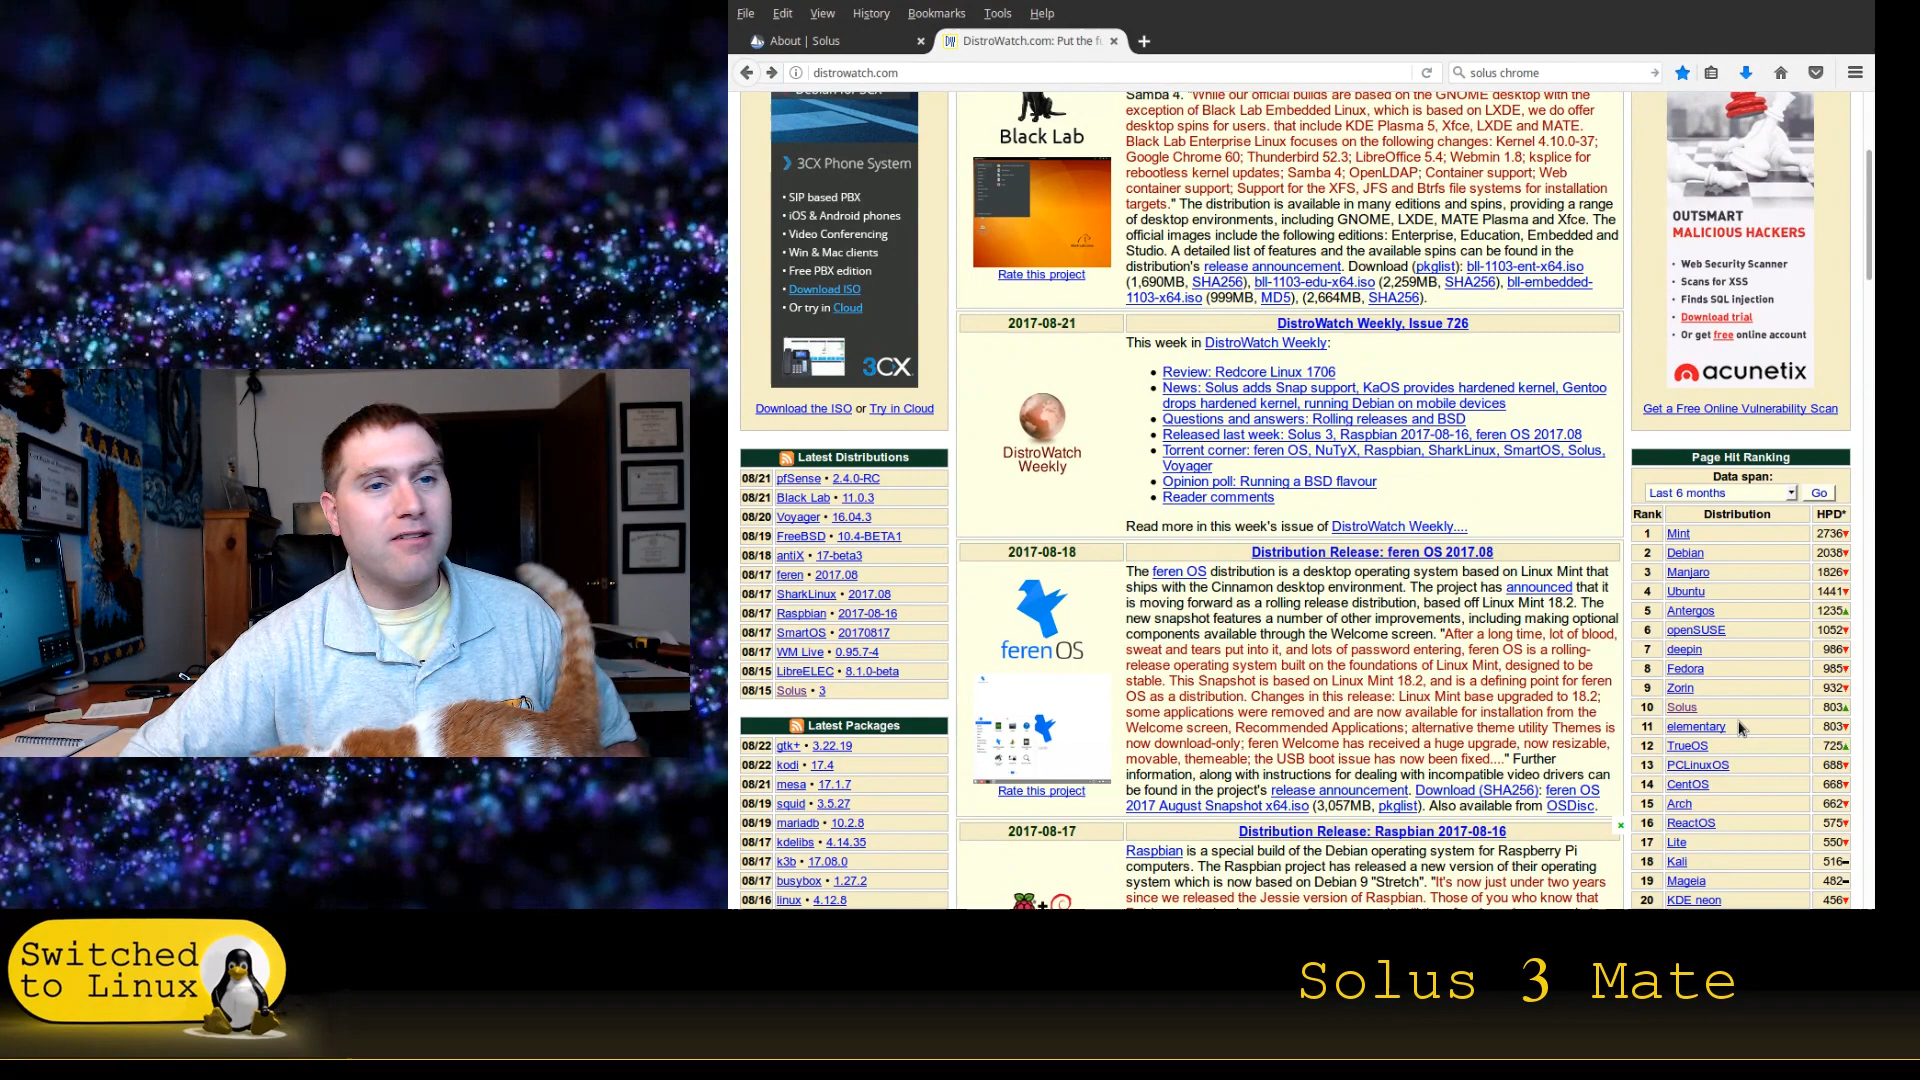 File Edit View History Bookmarks Tools Help
About | Solus
DistroWatch.com: Put the fu
distrowatch.com
solus chrome
3CX Phone System
• SIP based PBX
• iOS & Android phones
• Video Conferencing
• Win & Mac clients
• Free PBX edition
• Download ISO
• Or try in Cloud
3CX
Download the ISO or Try in Cloud
Latest Distributions
08/21 pfSense • 2.4.0-RC
08/21 Black Lab • 11.0.3
08/20 Voyager • 16.04.3
08/19 FreeBSD • 10.4-BETA1
08/18 antiX • 17-beta3
08/17 feren • 2017.08
08/17 SharkLinux • 2017.08
08/17 Raspbian • 2017-08-16
08/17 SmartOS • 20170817
08/17 WM Live • 0.95.7-4
08/15 LibreELEC • 8.1.0-beta
08/15 Solus • 3
Latest Packages
08/22 gtk+ • 3.22.19
08/22 kodi • 17.4
08/21 mesa • 17.1.7
08/19 squid • 3.5.27
08/19 mariadb • 10.2.8
08/17 kdelibs • 4.14.35
08/17 k3b • 17.08.0
08/17 busybox • 1.27.2
08/16 linux • 4.12.8
Black Lab
Rate this project
Samba 4. "While our official builds are based on the GNOME desktop with the
exception of Black Lab Embedded Linux, which is based on LXDE, we do offer
desktop spins for users. that include KDE Plasma 5, Xfce, LXDE and MATE.
Black Lab Enterprise Linux focuses on the following changes: Kernel 4.10.0-37;
Google Chrome 60; Thunderbird 52.3; LibreOffice 5.4; Webmin 1.8; ksplice for
rebootless kernel updates; Samba 4; OpenLDAP; Container support; Web
container support; Support for the XFS, JFS and Btrfs file systems for installation
targets." The distribution is available in many editions and spins, providing a range
of desktop environments, including GNOME, LXDE, MATE Plasma and Xfce. The
official images include the following editions: Enterprise, Education, Embedded and
Studio. A detailed list of features and the available spins can be found in the
distribution's release announcement. Download (pkglist): bll-1103-ent-x64.iso
(1,690MB, SHA256), bll-1103-edu-x64.iso (2,259MB, SHA256), bll-embedded-
1103-x64.iso (999MB, MD5), (2,664MB, SHA256).
2017-08-21
DistroWatch Weekly, Issue 726
DistroWatch
Weekly
This week in DistroWatch Weekly:
• Review: Redcore Linux 1706
• News: Solus adds Snap support, KaOS provides hardened kernel, Gentoo
drops hardened kernel, running Debian on mobile devices
• Questions and answers: Rolling releases and BSD
• Released last week: Solus 3, Raspbian 2017-08-16, feren OS 2017.08
• Torrent corner: feren OS, NuTyX, Raspbian, SharkLinux, SmartOS, Solus,
Voyager
• Opinion poll: Running a BSD flavour
• Reader comments
Read more in this week's issue of DistroWatch Weekly....
2017-08-18
Distribution Release: feren OS 2017.08
feren OS
Rate this project
The feren OS distribution is a desktop operating system based on Linux Mint that
ships with the Cinnamon desktop environment. The project has announced that it
is moving forward as a rolling release distribution, based off Linux Mint 18.2. The
new snapshot features a number of other improvements, including making optional
components available through the Welcome screen. "After a long time, lot of blood,
sweat and tears put into it, and lots of password entering, feren OS is a rolling-
release operating system built on the foundations of Linux Mint, designed to be
stable. This Snapshot is based on Linux Mint 18.2, and is a defining point for feren
OS as a distribution. Changes in this release: Linux Mint base upgraded to 18.2;
some applications were removed and are now available for installation from the
Welcome screen, Recommended Applications; alternative theme utility Themes is
now download-only; feren Welcome has received a huge upgrade, now resizable,
movable, themeable; the USB boot issue has now been fixed...." Further
information, along with instructions for dealing with incompatible video drivers can
be found in the project's release announcement. Download (SHA256): feren OS
2017 August Snapshot x64.iso (3,057MB, pkglist). Also available from OSDisc.
2017-08-17
Distribution Release: Raspbian 2017-08-16
Raspbian is a special build of the Debian operating system for Raspberry Pi
computers. The Raspbian project has released a new version of their operating
system which is now based on Debian 9 "Stretch". "It's now just under two years
since we released the Jessie version of Raspbian. Those of you who know that
OUTSMART
MALICIOUS HACKERS
• Web Security Scanner
• Scans for XSS
• Finds SQL injection
• Download trial
• Or get free online account
acunetix
Get a Free Online Vulnerability Scan
Page Hit Ranking
Data span:
Last 6 months Go
Rank Distribution HPD*
1 Mint 2736
2 Debian 2038
3 Manjaro 1826
4 Ubuntu 1441
5 Antergos 1235
6 openSUSE 1052
7 deepin 986
8 Fedora 985
9 Zorin 932
10 Solus 803
11 elementary 803
12 TrueOS 725
13 PCLinuxOS 688
14 CentOS 668
15 Arch 662
16 ReactOS 575
17 Lite 550
18 Kali 516
19 Mageia 482
20 KDE neon 456
Switched
to Linux
Solus 3 Mate